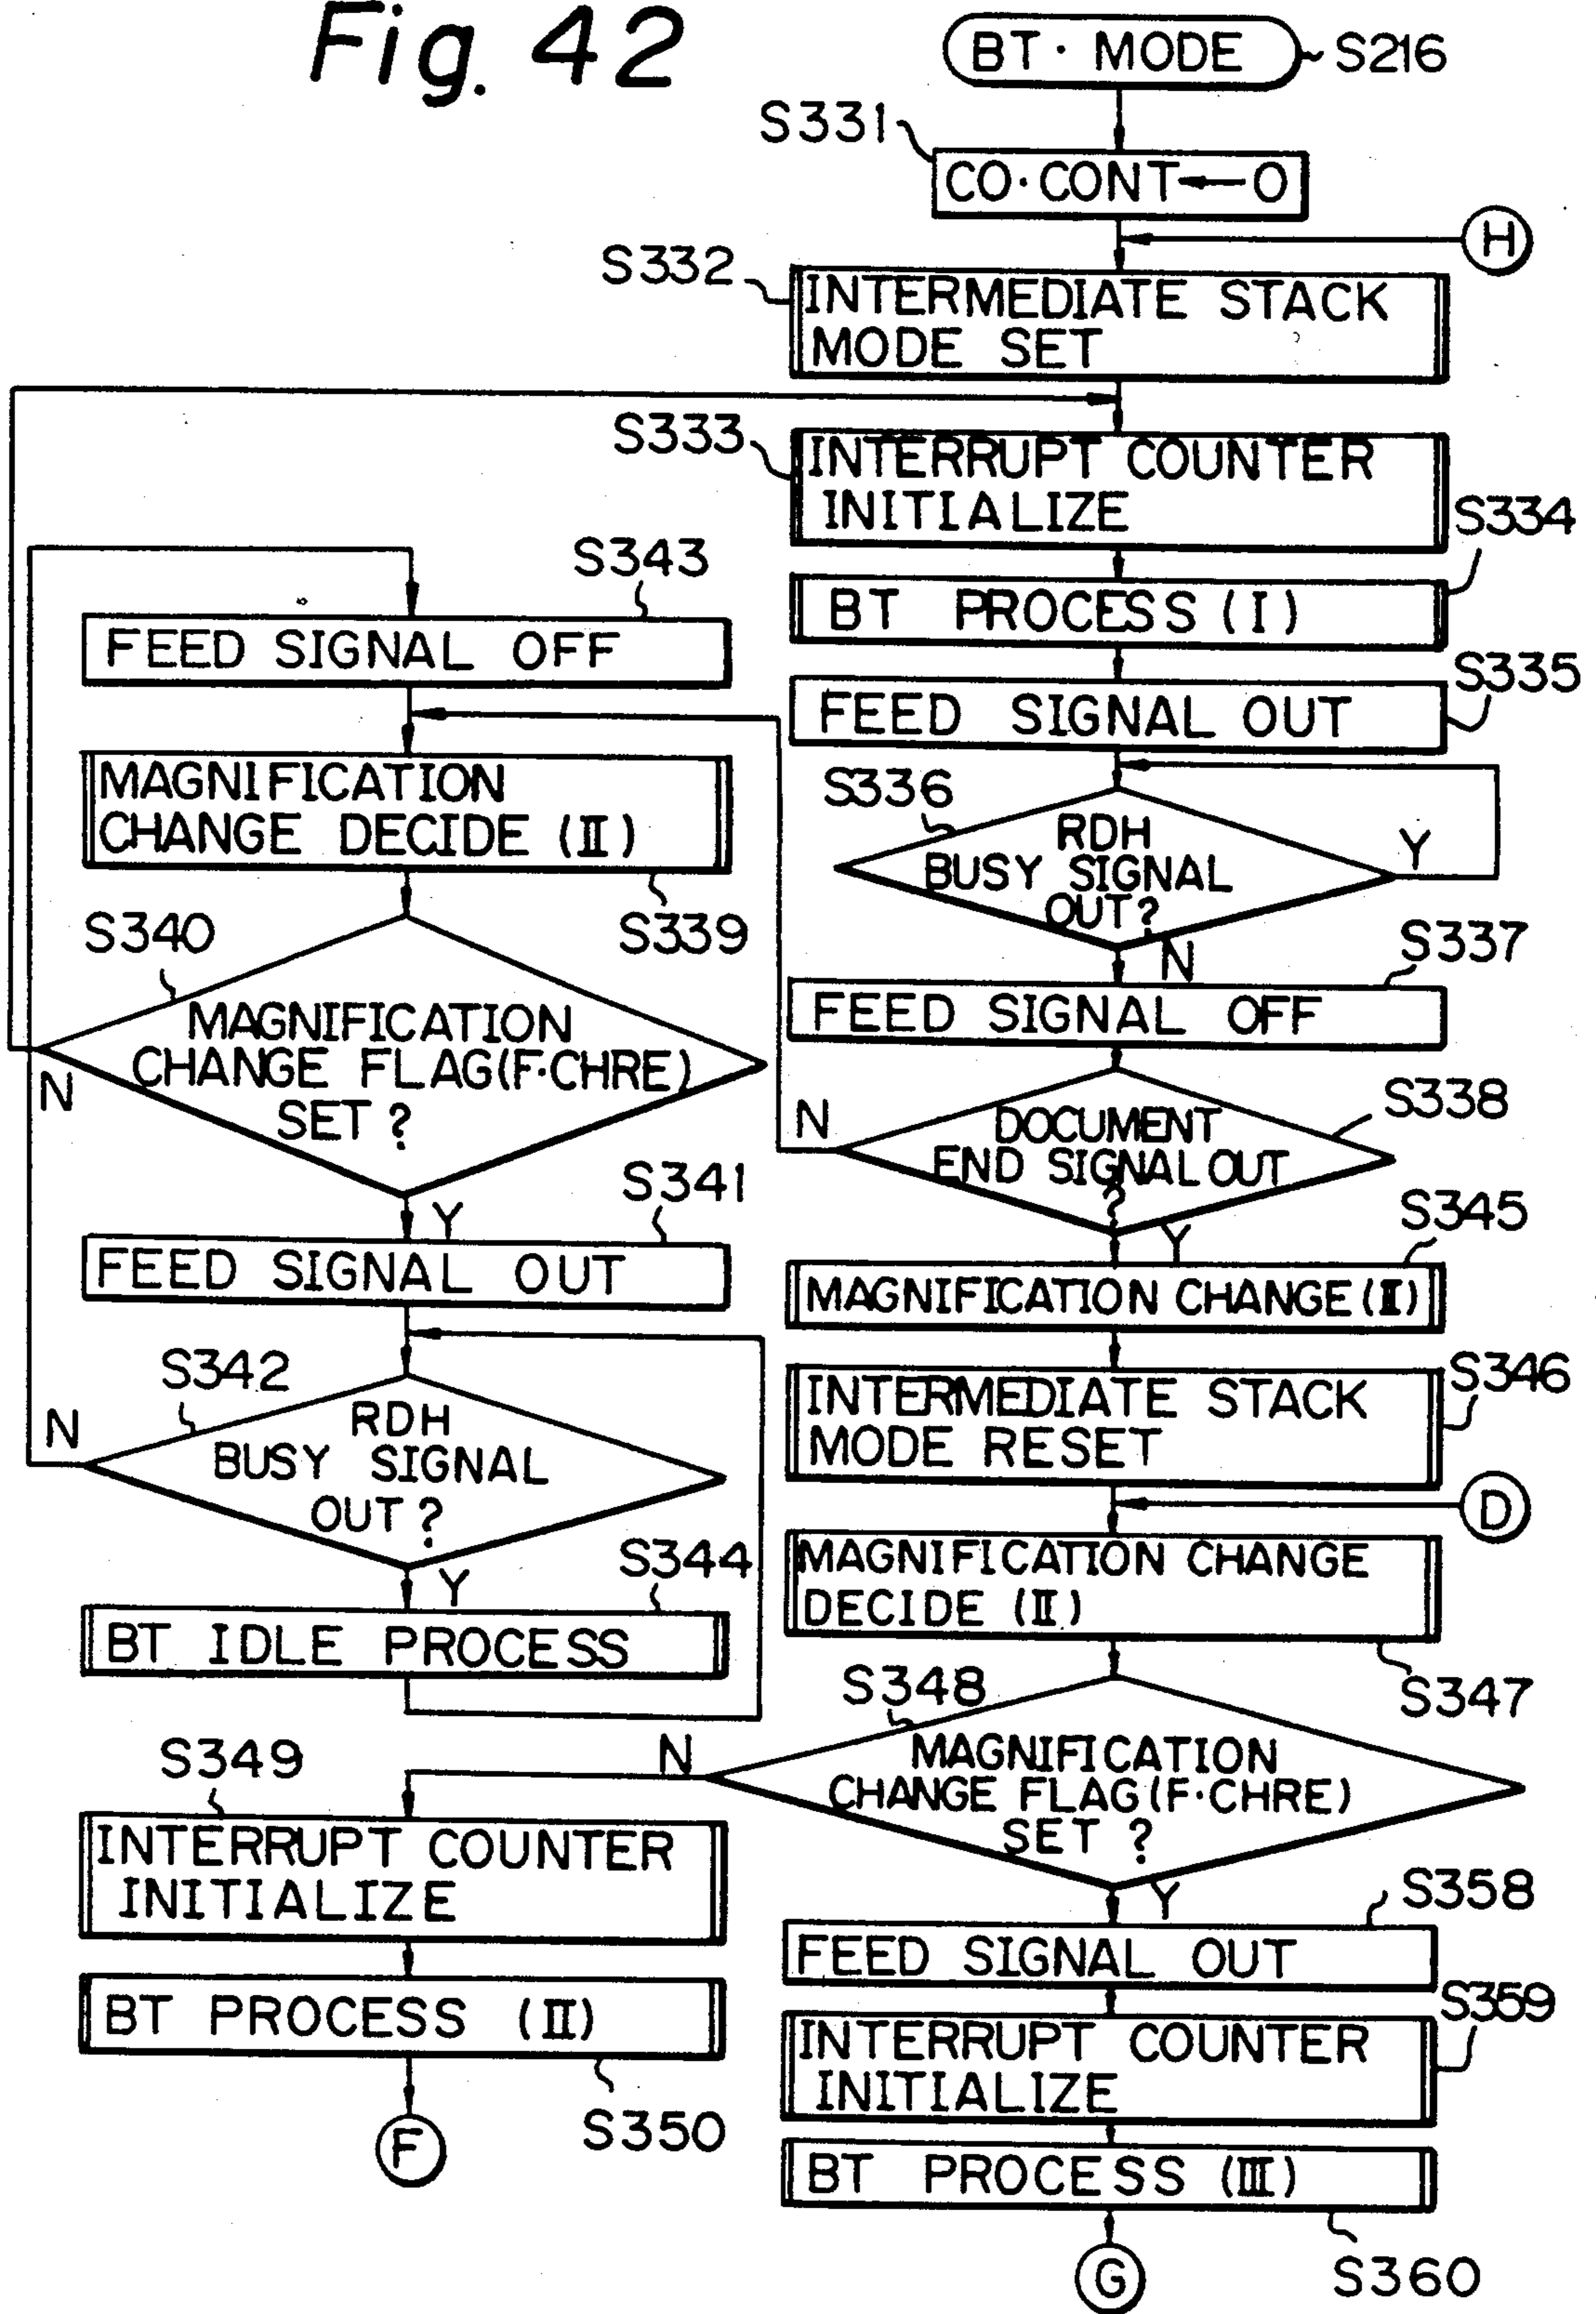 Fig. 42
BT · MODE
S216
S331
CO·CONT←0
H
S332
INTERMEDIATE STACK
MODE SET
S333
INTERRUPT COUNTER
INITIALIZE
S334
BT PROCESS (I)
S335
FEED SIGNAL OUT
S336
RDH
BUSY SIGNAL
OUT?
Y
N
S337
FEED SIGNAL OFF
S338
DOCUMENT
END SIGNAL OUT
?
N
Y
S343
FEED SIGNAL OFF
MAGNIFICATION
CHANGE DECIDE (II)
S339
S340
MAGNIFICATION
CHANGE FLAG(F·CHRE)
SET ?
N
Y
S341
FEED SIGNAL OUT
S342
RDH
BUSY SIGNAL
OUT ?
N
Y
S344
BT IDLE PROCESS
S345
MAGNIFICATION CHANGE (II)
S346
INTERMEDIATE STACK
MODE RESET
D
MAGNIFICATION CHANGE
DECIDE (II)
S347
S348
MAGNIFICATION
CHANGE FLAG(F·CHRE)
SET ?
N
Y
S349
INTERRUPT COUNTER
INITIALIZE
BT PROCESS (II)
S350
F
S358
FEED SIGNAL OUT
S359
INTERRUPT COUNTER
INITIALIZE
BT PROCESS (III)
S360
G